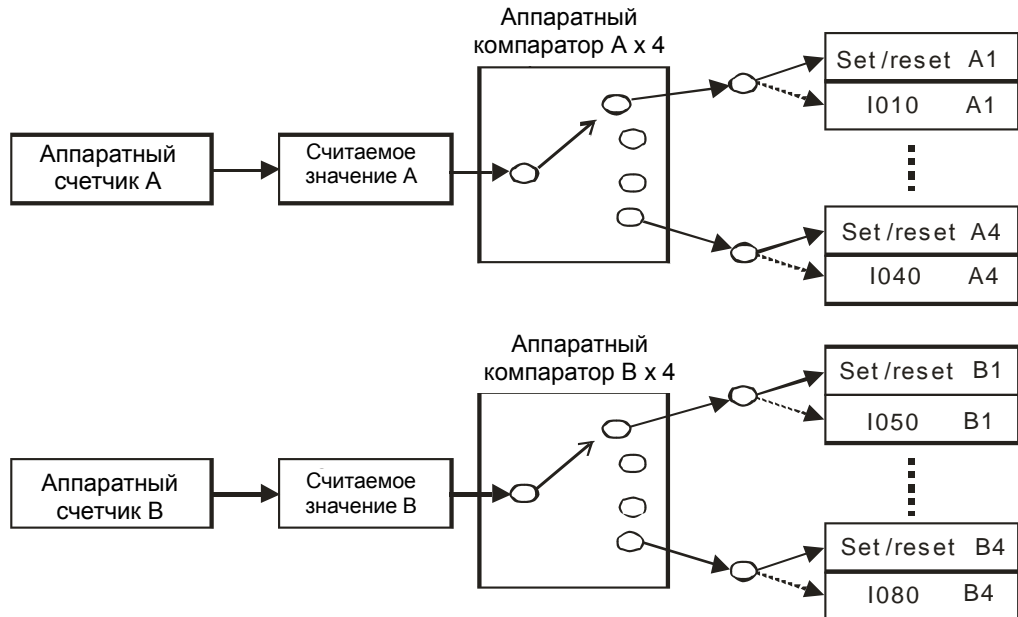 Аппаратный
компаратор А х 4
Set/reset A1
I010 A1
Аппаратный
счетчик А
Считаемое
значение А
Set/reset A4
I040 A4
Аппаратный
компаратор В х 4
Set/reset B1
I050 B1
Аппаратный
счетчик В
Считаемое
значение В
Set/reset B4
I080 B4